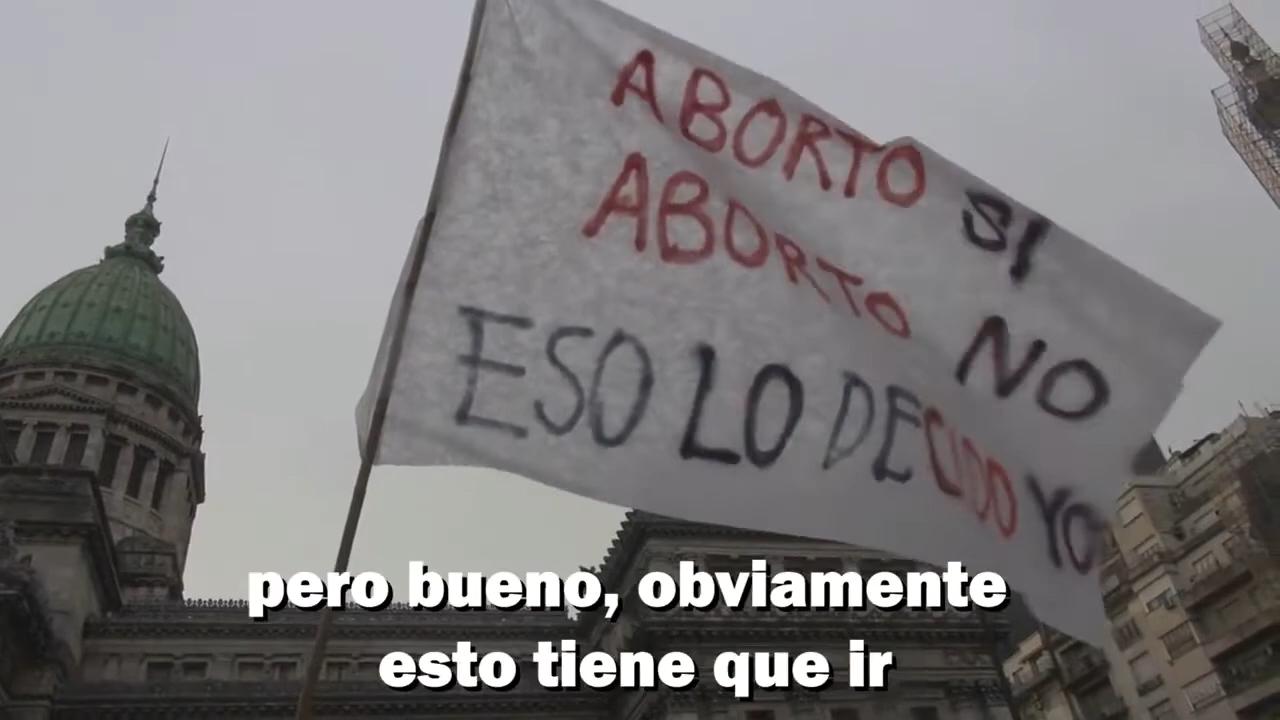 ABORTO SI
ABORTO NO
ESO LO DECIDO YO
pero bueno, obviamente
esto tiene que ir